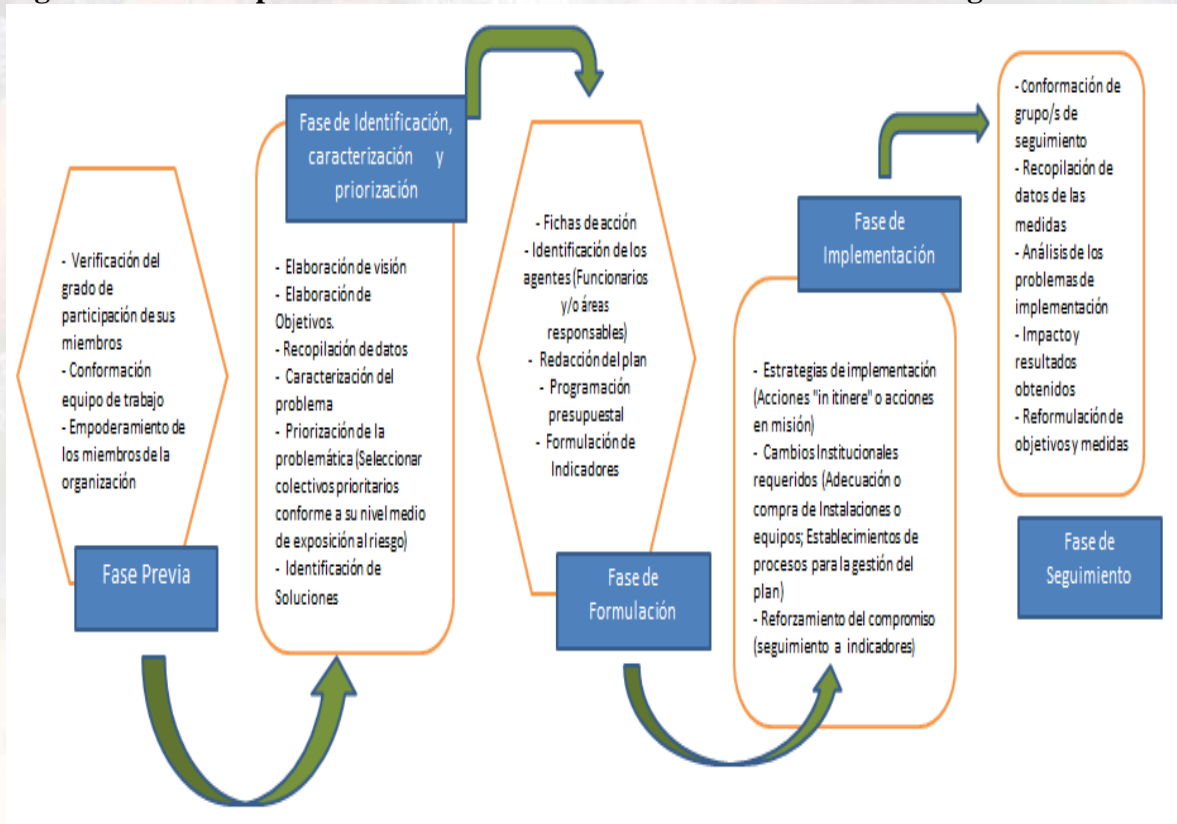 - Verificación del
grado de
participación de sus
miembros
- Conformación
equipo de trabajo
- Empoderamiento de
los miembros de la
organización
Fase Previa
Fase de Identificación,
caracterización y
priorización
- Elaboración de visión
- Elaboración de
Objetivos.
- Recopilación de datos
- Caracterización del
problema
- Priorización de la
problemática (Seleccionar
colectivos prioritarios
conforme a su nivel medio
de exposición al riesgo)
- Identificación de
Soluciones
- Fichas de acción
- Identificación de los
agentes (Funcionarios
y/o áreas
responsables)
- Redacción del plan
- Programación
presupuestal
- Formulación de
Indicadores
Fase de
Formulación
Fase de
Implementación
- Estrategias de implementación
(Acciones "in itinere" o acciones
en misión)
- Cambios Institucionales
requeridos (Adecuación o
compra de Instalaciones o
equipos; Establecimientos de
procesos para la gestión del
plan)
- Reforzamiento del compromiso
(seguimiento a indicadores)
- Conformación de
grupo/s de
seguimiento
- Recopilación de
datos de las
medidas
- Análisis de los
problemas de
implementación
- Impacto y
resultados
obtenidos
- Reformulación de
objetivos y medidas
Fase de
Seguimiento